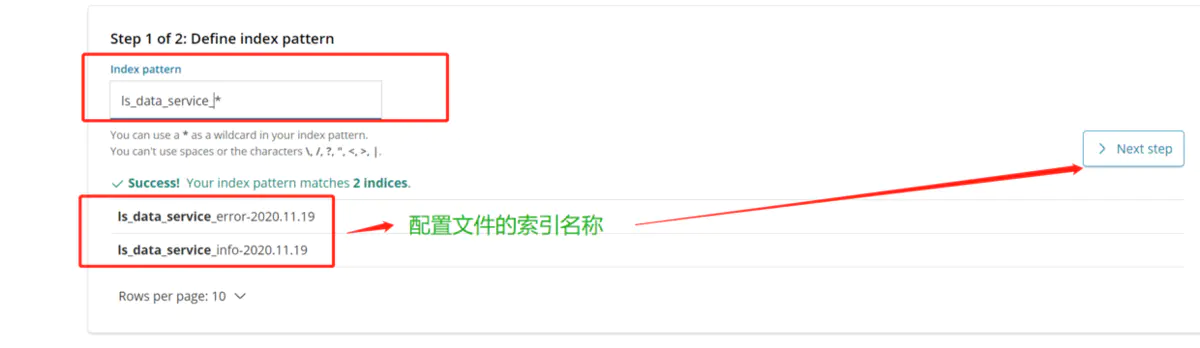 Step 1 of 2: Define index pattern
Index pattern
ls_data_service_*
You can use a * as a wildcard in your index pattern.
You can't use spaces or the characters \, /, ?, ", <, >, |.
Next step
Success! Your index pattern matches 2 indices.
ls_data_service_error-2020.11.19
配置文件的索引名称
ls_data_service_info-2020.11.19
Rows per page: 10